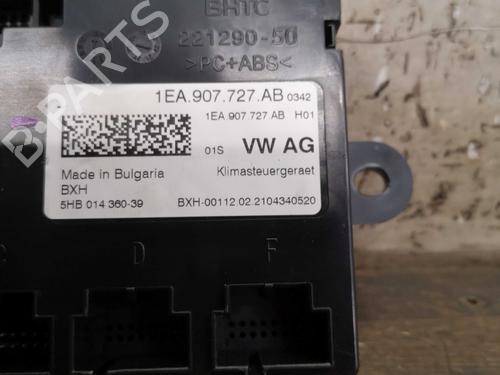 BHTC
221290-50
>PC+ABS<
1EA.907.727.AB 0342
1EA.907.727 AB H01
01S VW AG
Made in Bulgaria Klimasteuergeraet
BXH
5HB 014 360-39 BXH-00112.02.2104340520
D F